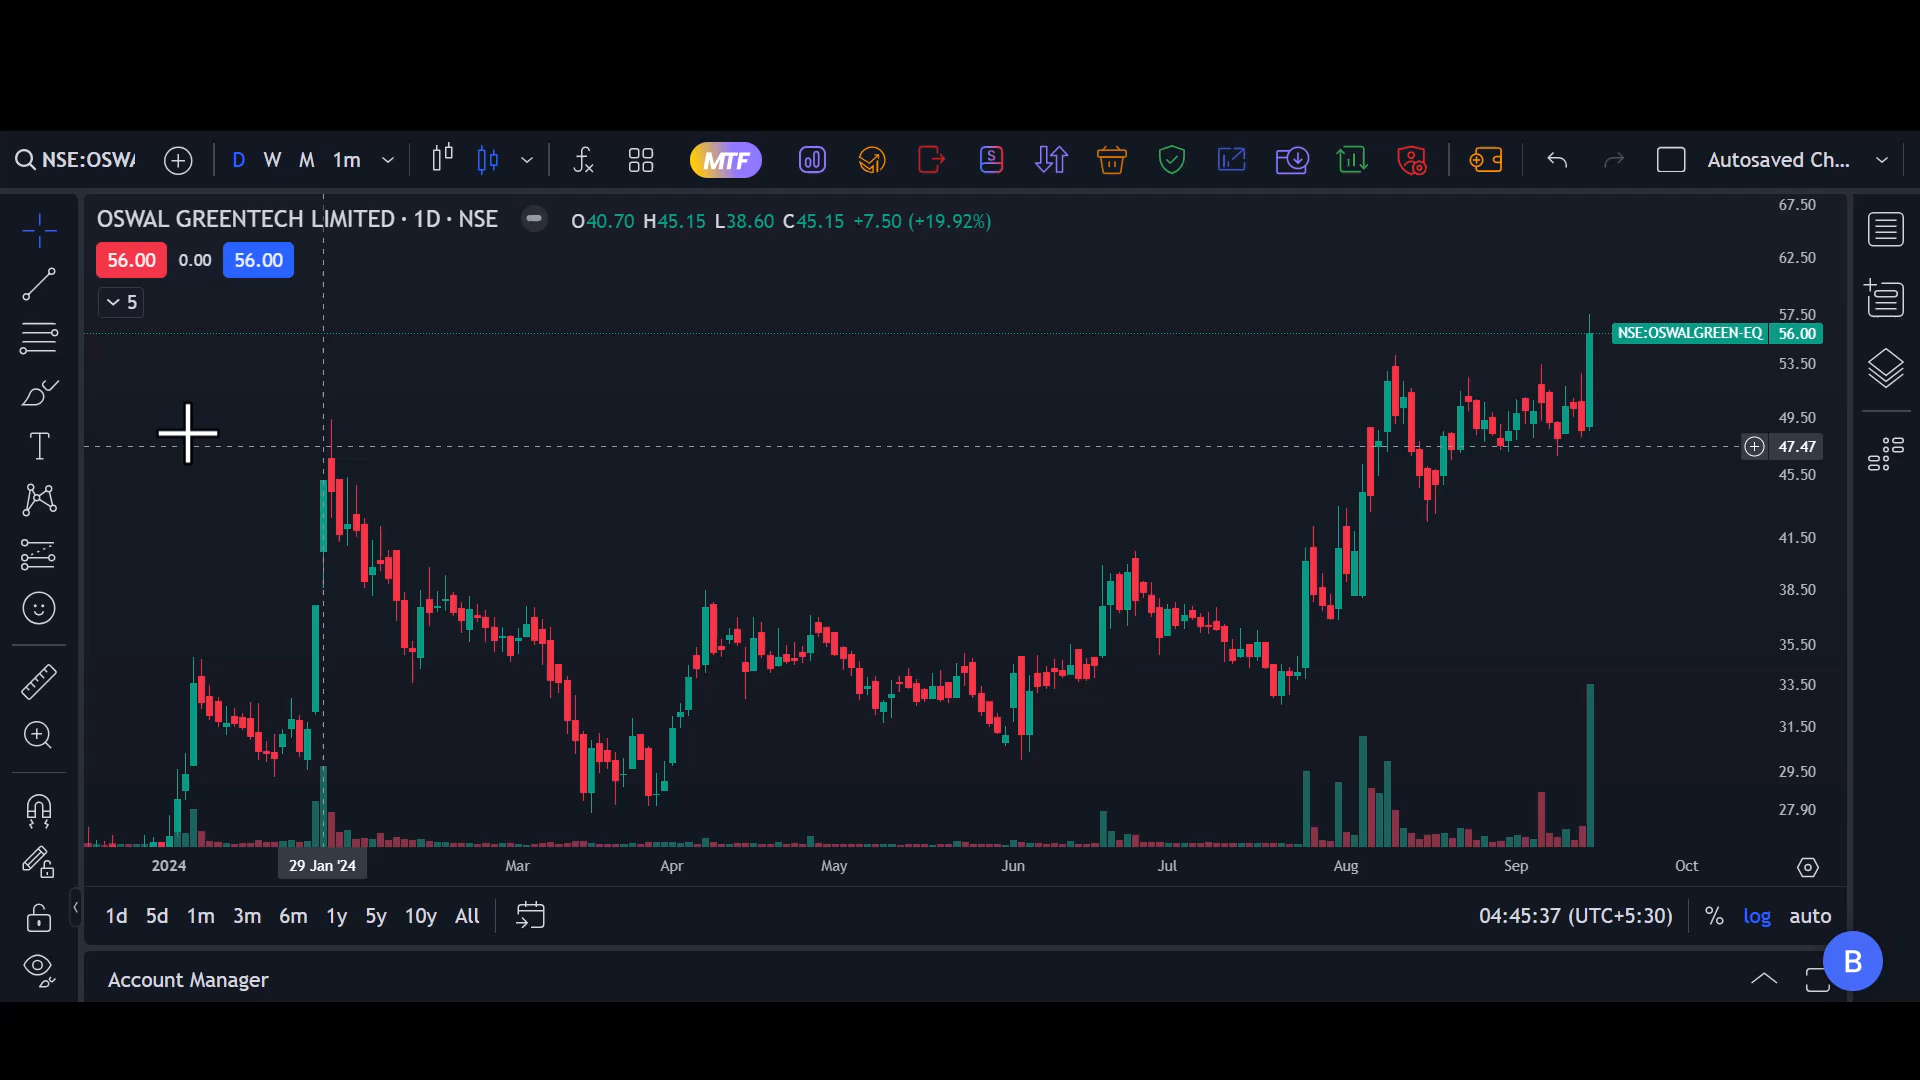 NSE:OSWA
D W M 1m
MTF
Autosaved Ch...
OSWAL GREENTECH LIMITED · 1D · NSE
O40.70 H45.15 L38.60 C45.15 +7.50 (+19.92%)
56.00 0.00 56.00
5
67.50
62.50
57.50
NSE:OSWALGREEN-EQ 56.00
53.50
49.50
47.47
45.50
41.50
38.50
35.50
33.50
31.50
29.50
27.90
2024 29 Jan '24 Mar Apr May Jun Jul Aug Sep Oct
1d 5d 1m 3m 6m 1y 5y 10y All
04:45:37 (UTC+5:30) % log auto
Account Manager
B